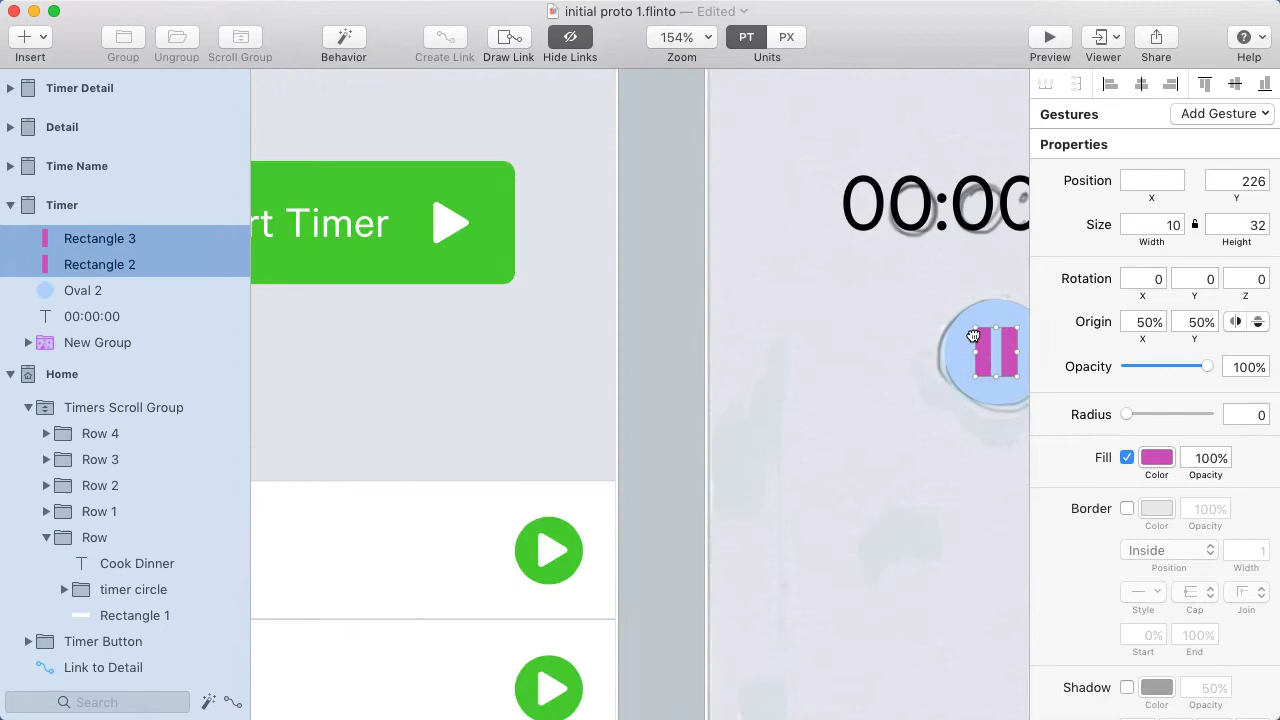 initial proto 1.flinto — Edited
Insert
Group
Ungroup
Scroll Group
Behavior
Create Link
Draw Link
Hide Links
154%
Zoom
PT
PX
Units
Preview
Viewer
Share
Help
Timer Detail
Detail
Time Name
Timer
Rectangle 3
Rectangle 2
Oval 2
00:00:00
New Group
Home
Timers Scroll Group
Row 4
Row 3
Row 2
Row 1
Row
Cook Dinner
timer circle
Rectangle 1
Timer Button
Link to Detail
Search
rt Timer
00:00
Gestures
Add Gesture
Properties
Position
226
X
Y
Size
10
32
Width
Height
Rotation
0
0
0
X
Y
Z
Origin
50%
50%
X
Y
Opacity
100%
Radius
0
Fill
100%
Color
Opacity
Border
100%
Color
Opacity
Inside
1
Position
Width
Style
Cap
Join
0%
100%
Start
End
Shadow
50%
Color
Opacity